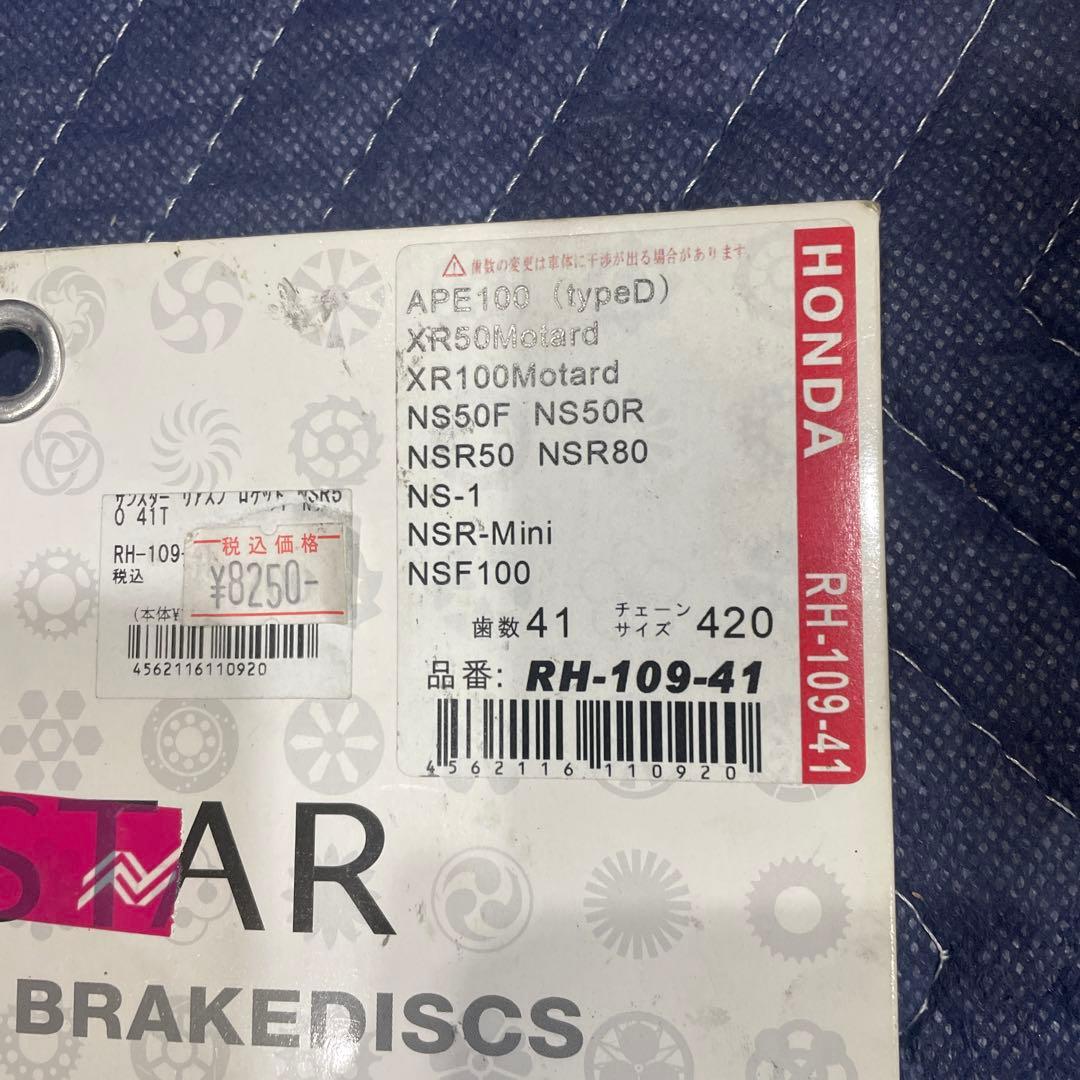 ⚠ 歯数の変更は車体に干渉が出る場合があります。
APE100 (typeD)
XR50Motard
XR100Motard
NS50F NS50R
NSR50 NSR80
NS-1
NSR-Mini
NSF100
歯数41 チェーンサイズ 420
品番: RH-109-41
4562116110920
HONDA RH-109-41
サンスター リアスプロケット NSR5
0 41T
RH-109-
税込
税込価格
¥8250-
(本体¥
4562116110920
STAR
BRAKEDISCS